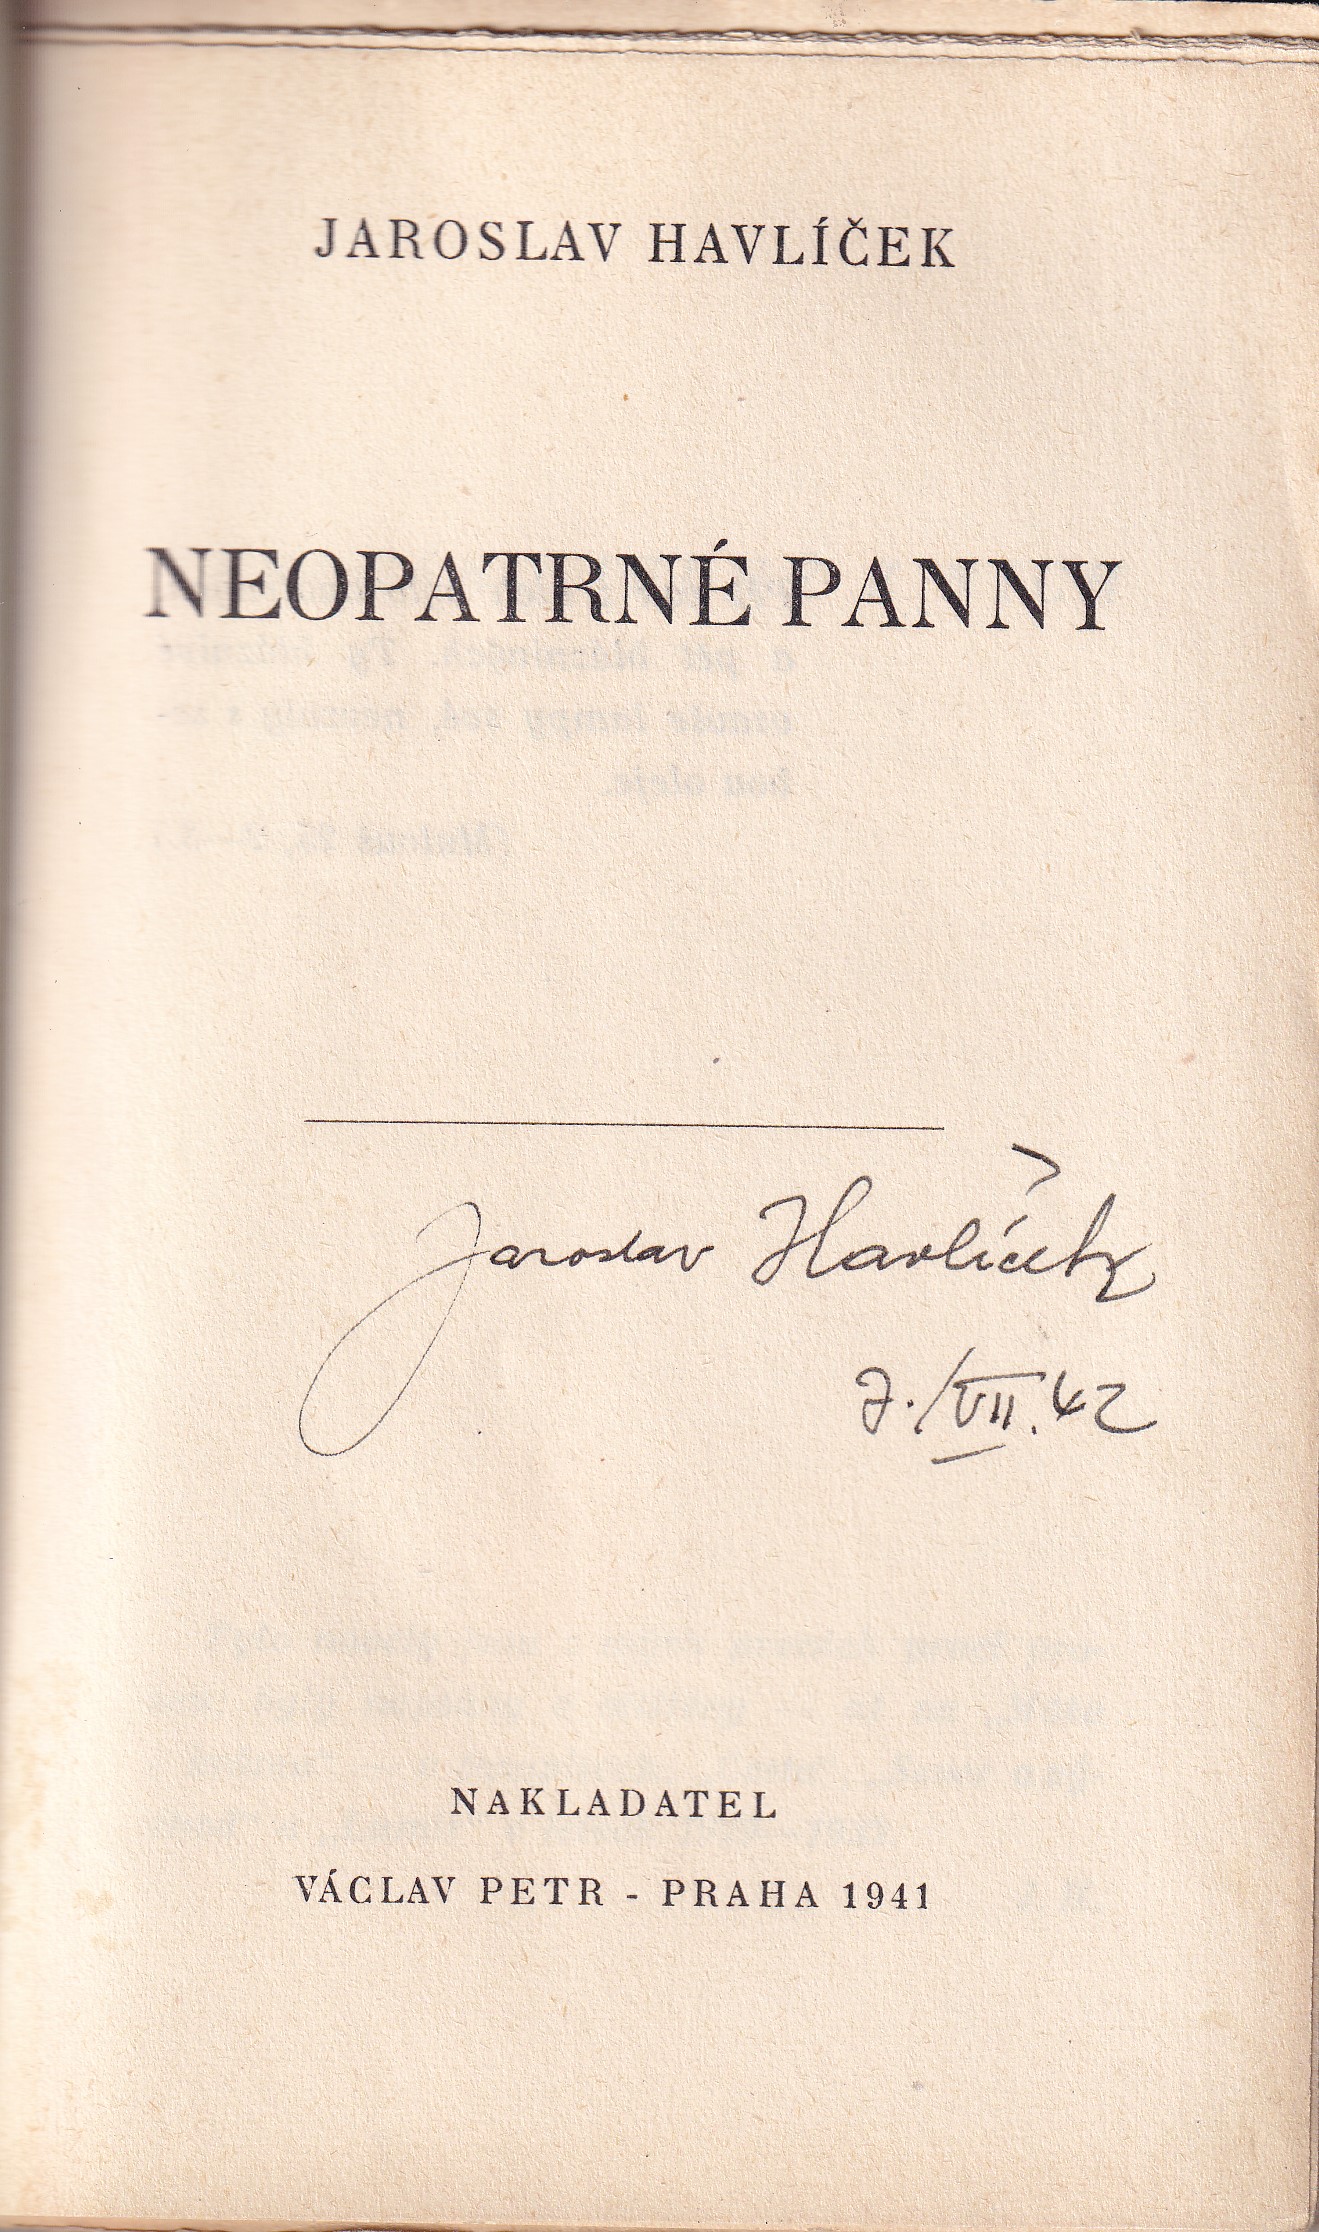 JAROSLAV HAVLÍČEK
NEOPATRNÉ PANNY
Jaroslav Havlíček
7./VII. 42
NAKLADATEL
VÁCLAV PETR - PRAHA 1941